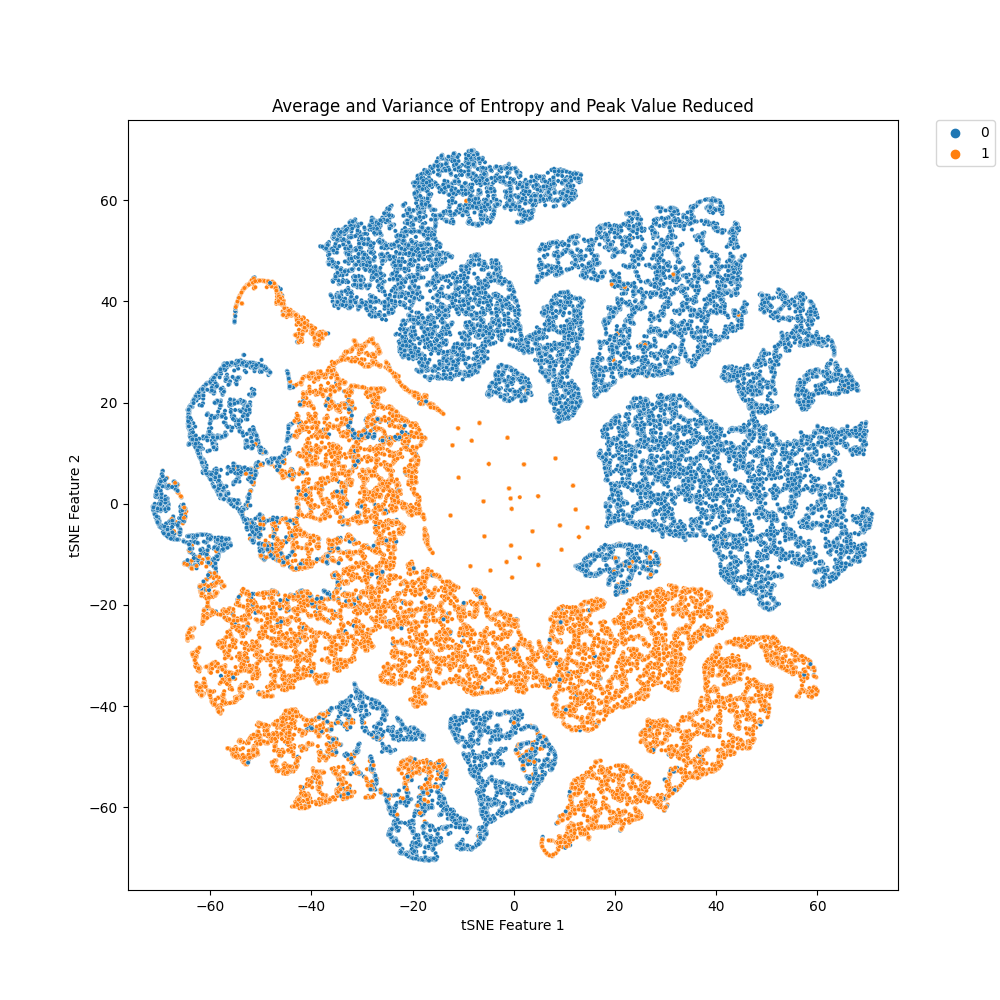 Average and Variance of Entropy and Peak Value Reduced
0
1
60
40
20
0
−20
−40
−60
tSNE Feature 2
−60 −40 −20 0 20 40 60
tSNE Feature 1